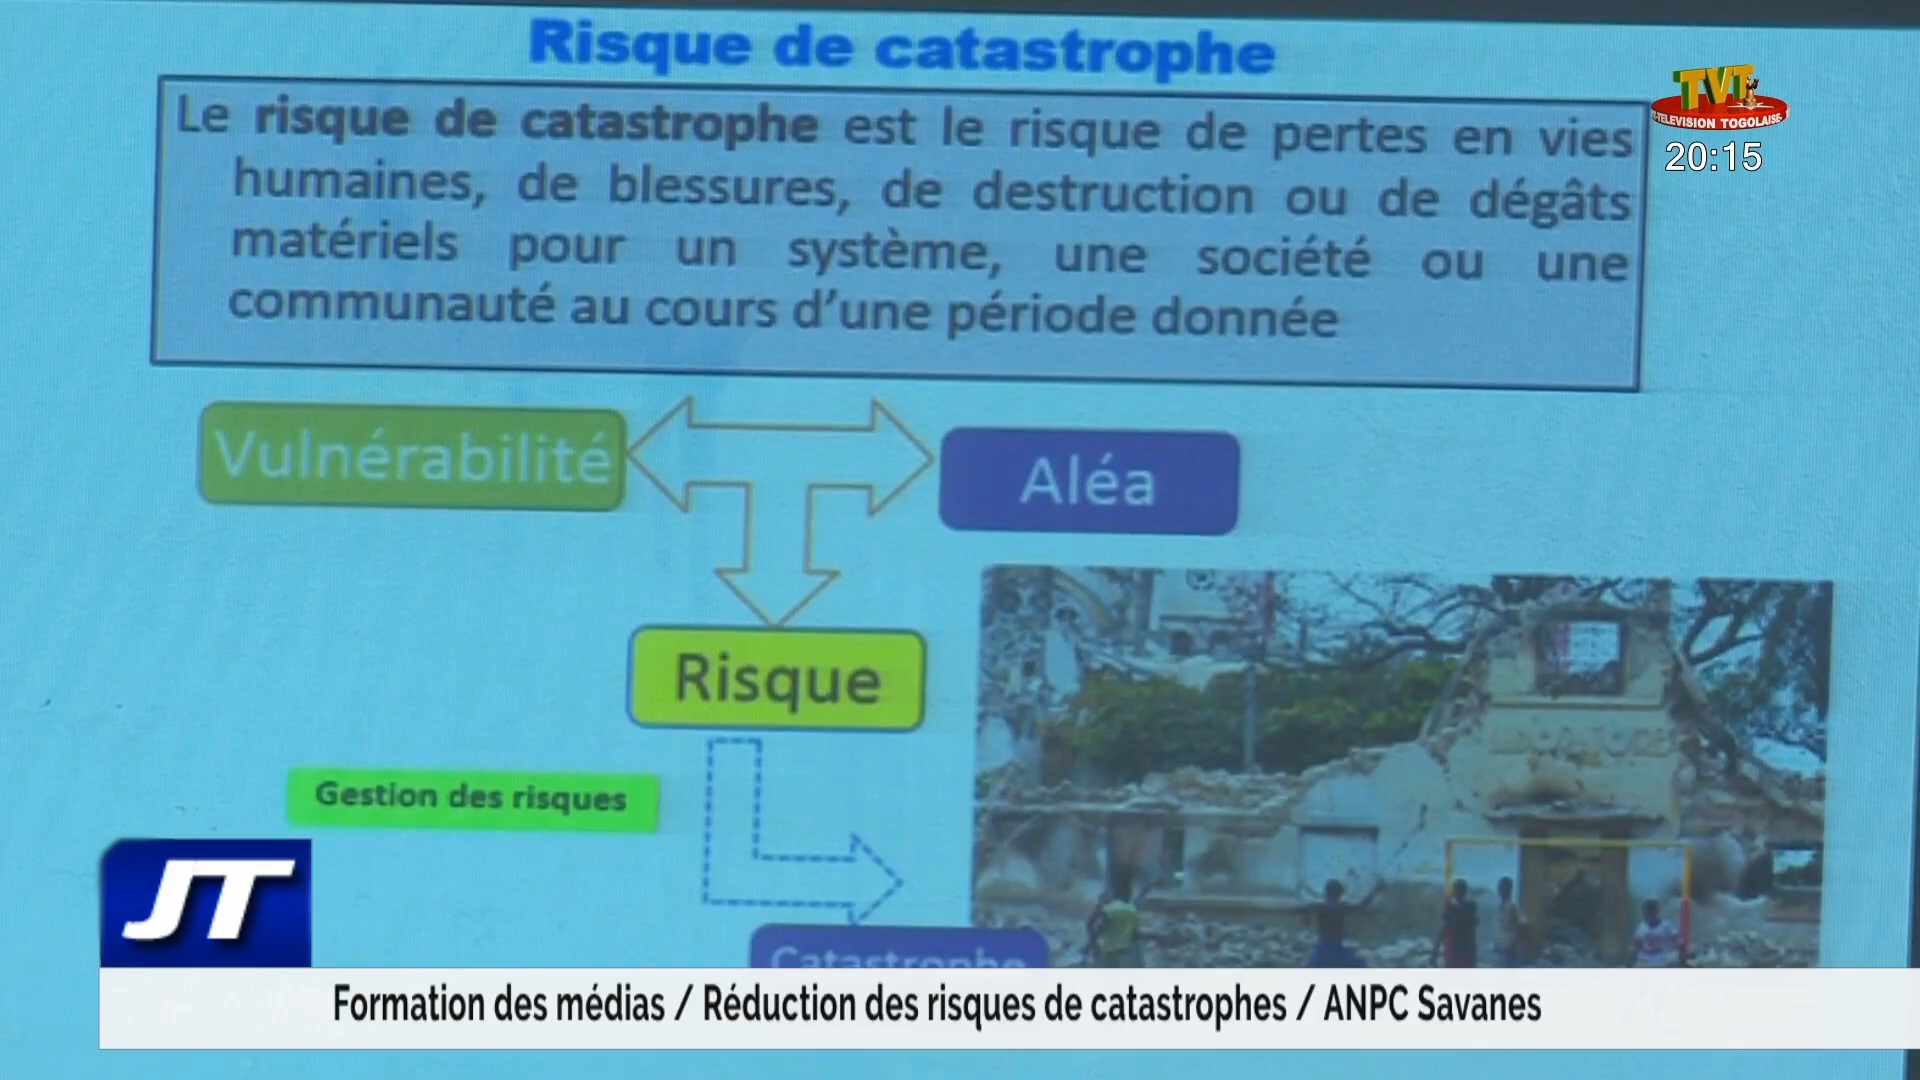 Risque de catastrophe
TVT
TELEVISION TOGOLAISE
20:15
Le risque de catastrophe est le risque de pertes en vies
humaines, de blessures, de destruction ou de dégâts
matériels pour un système, une société ou une
communauté au cours d'une période donnée
Vulnérabilité
Aléa
Risque
Gestion des risques
Catastrophe
JT
Formation des médias / Réduction des risques de catastrophes / ANPC Savanes